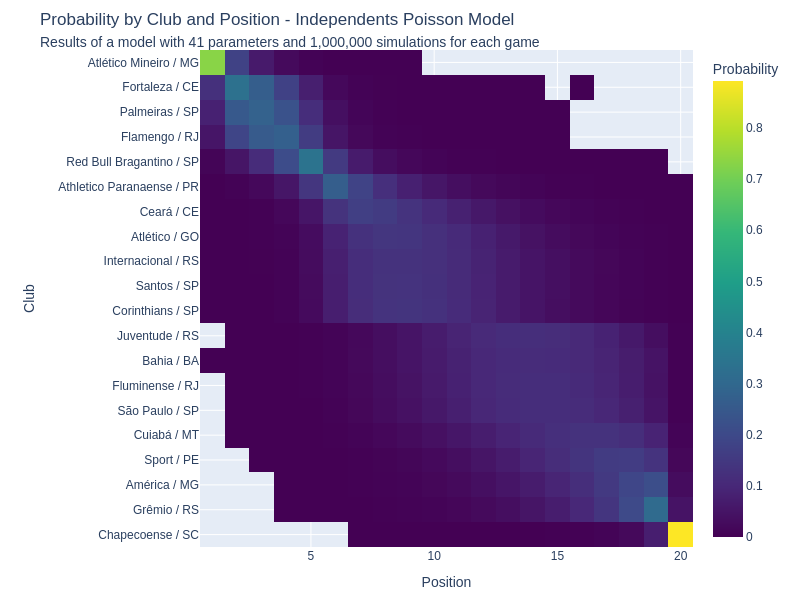 Probability by Club and Position - Independents Poisson Model
Results of a model with 41 parameters and 1,000,000 simulations for each game
Probability
Club
Atlético Mineiro / MG
Fortaleza / CE
Palmeiras / SP
Flamengo / RJ
Red Bull Bragantino / SP
Athletico Paranaense / PR
Ceará / CE
Atlético / GO
Internacional / RS
Santos / SP
Corinthians / SP
Juventude / RS
Bahia / BA
Fluminense / RJ
São Paulo / SP
Cuiabá / MT
Sport / PE
América / MG
Grêmio / RS
Chapecoense / SC
5
10
15
20
Position
0.8
0.7
0.6
0.5
0.4
0.3
0.2
0.1
0